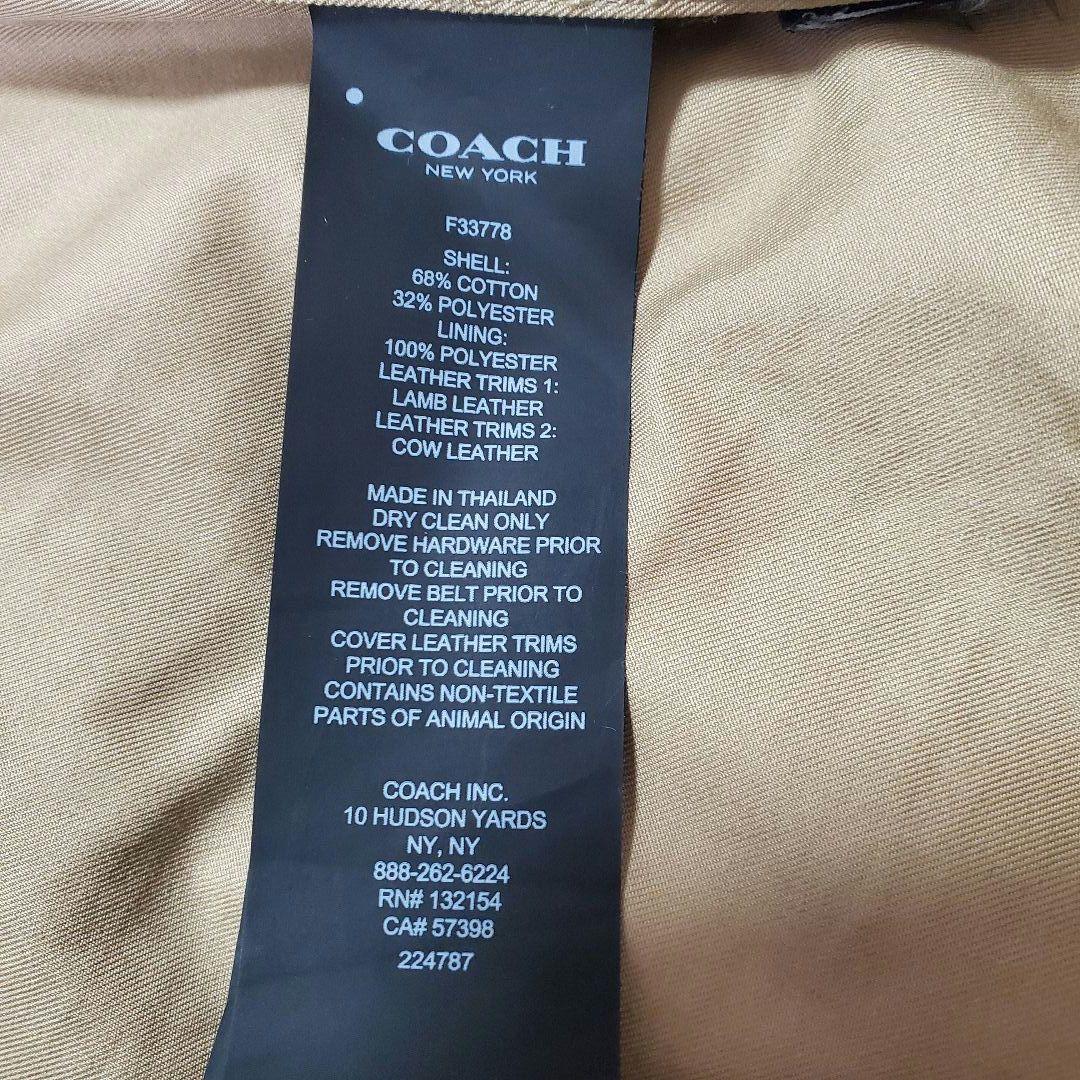 COACH
NEW YORK
F33778
SHELL:
68% COTTON
32% POLYESTER
LINING:
100% POLYESTER
LEATHER TRIMS 1:
LAMB LEATHER
LEATHER TRIMS 2:
COW LEATHER
MADE IN THAILAND
DRY CLEAN ONLY
REMOVE HARDWARE PRIOR
TO CLEANING
REMOVE BELT PRIOR TO
CLEANING
COVER LEATHER TRIMS
PRIOR TO CLEANING
CONTAINS NON-TEXTILE
PARTS OF ANIMAL ORIGIN
COACH INC.
10 HUDSON YARDS
NY, NY
888-262-6224
RN# 132154
CA# 57398
224787